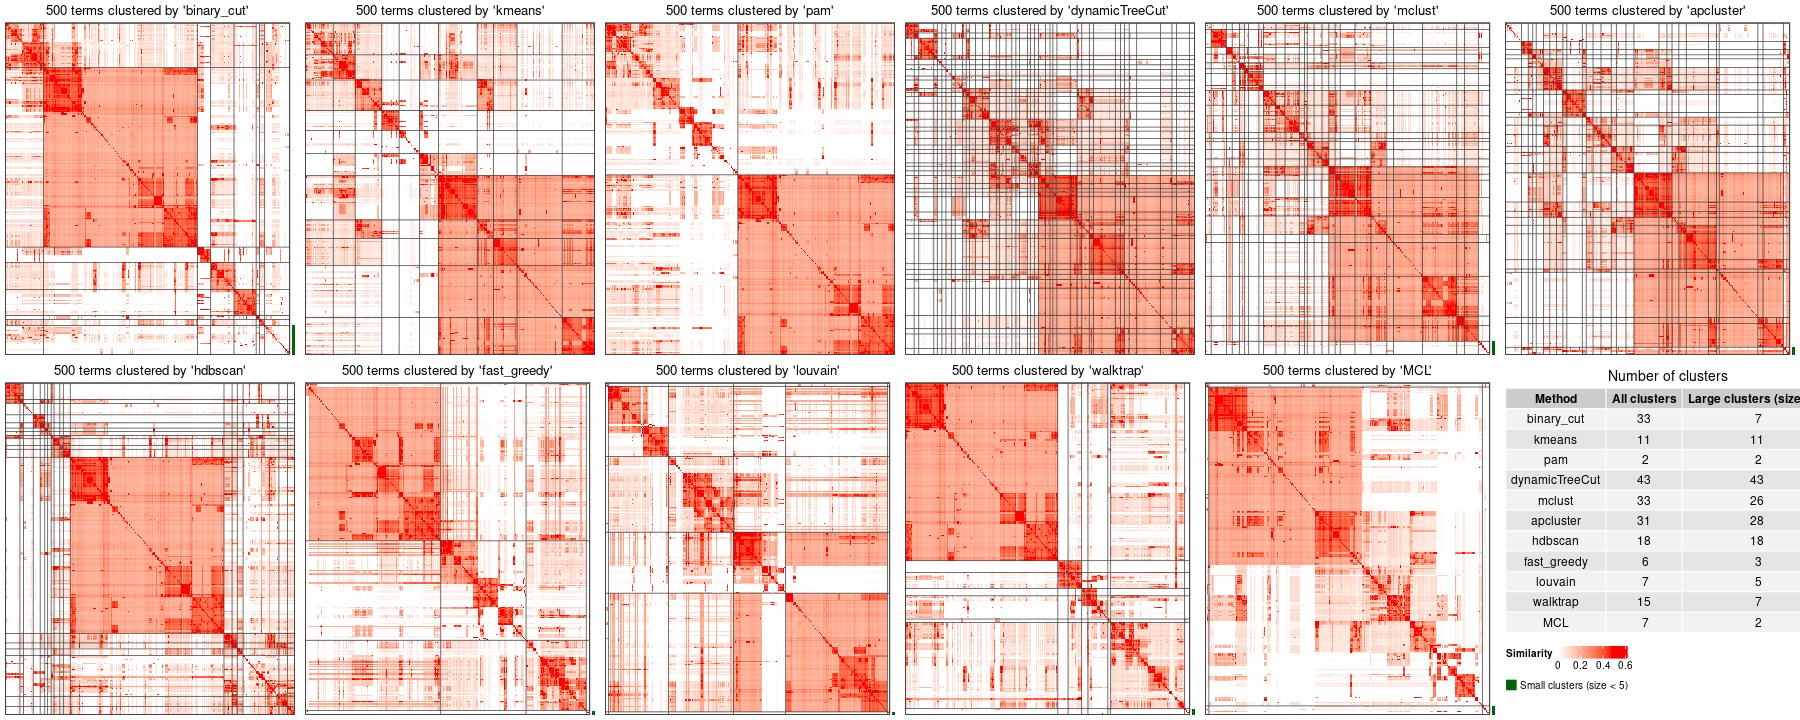 500 terms clustered by 'binary_cut'
500 terms clustered by 'kmeans'
500 terms clustered by 'pam'
500 terms clustered by 'dynamicTreeCut'
500 terms clustered by 'mclust'
500 terms clustered by 'apcluster'
500 terms clustered by 'hdbscan'
500 terms clustered by 'fast_greedy'
500 terms clustered by 'louvain'
500 terms clustered by 'walktrap'
500 terms clustered by 'MCL'
Number of clusters
Method All clusters Large clusters (size
binary_cut 33 7
kmeans 11 11
pam 2 2
dynamicTreeCut 43 43
mclust 33 26
apcluster 31 28
hdbscan 18 18
fast_greedy 6 3
louvain 7 5
walktrap 15 7
MCL 7 2
Similarity
0 0.2 0.4 0.6
Small clusters (size < 5)